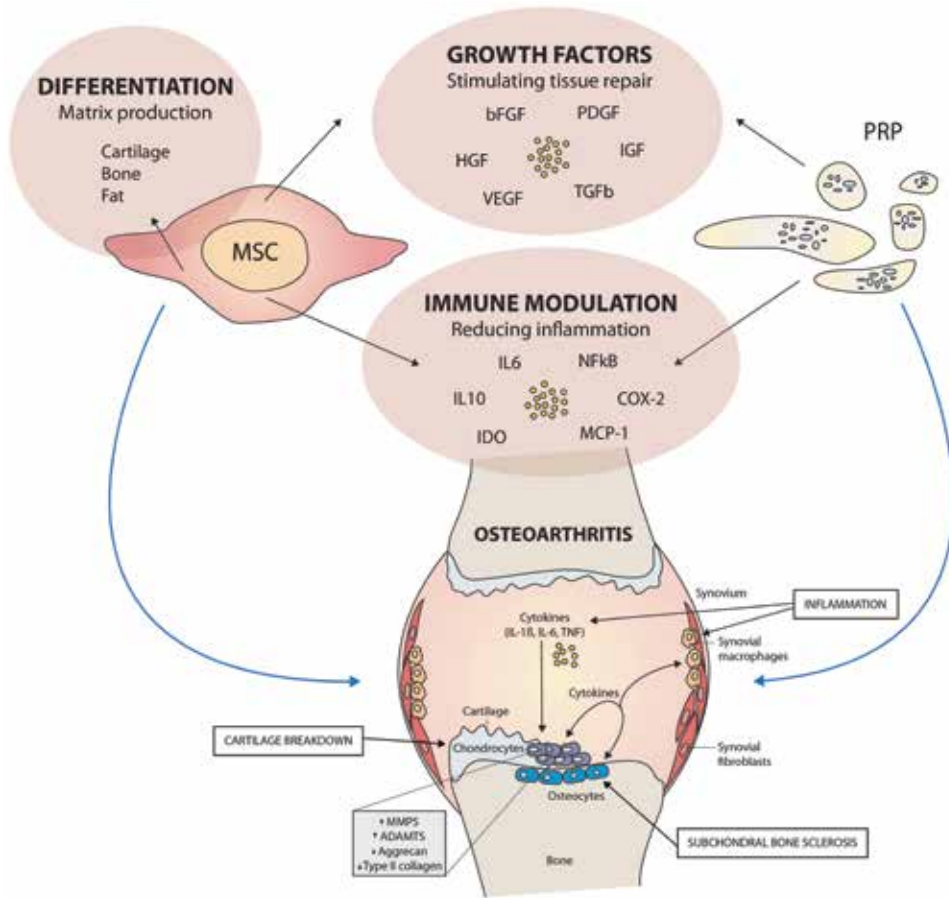 GROWTH FACTORS
Stimulating tissue repair
bFGF
PDGF
HGF
IGF
VEGF
TGFb
DIFFERENTIATION
Matrix production
Cartilage
Bone
Fat
MSC
PRP
IMMUNE MODULATION
Reducing inflammation
IL6
NFkB
IL10
COX-2
IDO
MCP-1
OSTEOARTHRITIS
Synovium
INFLAMMATION
Cytokines
(IL-1ß, IL-6, TNF)
Synovial
macrophages
Cytokines
Cartilage
CARTILAGE BREAKDOWN
Chondrocytes
Synovial
fibroblasts
Osteocytes
MMPS
ADAMTS
Aggrecan
Type II collagen
SUBCHONDRAL BONE SCLEROSIS
Bone